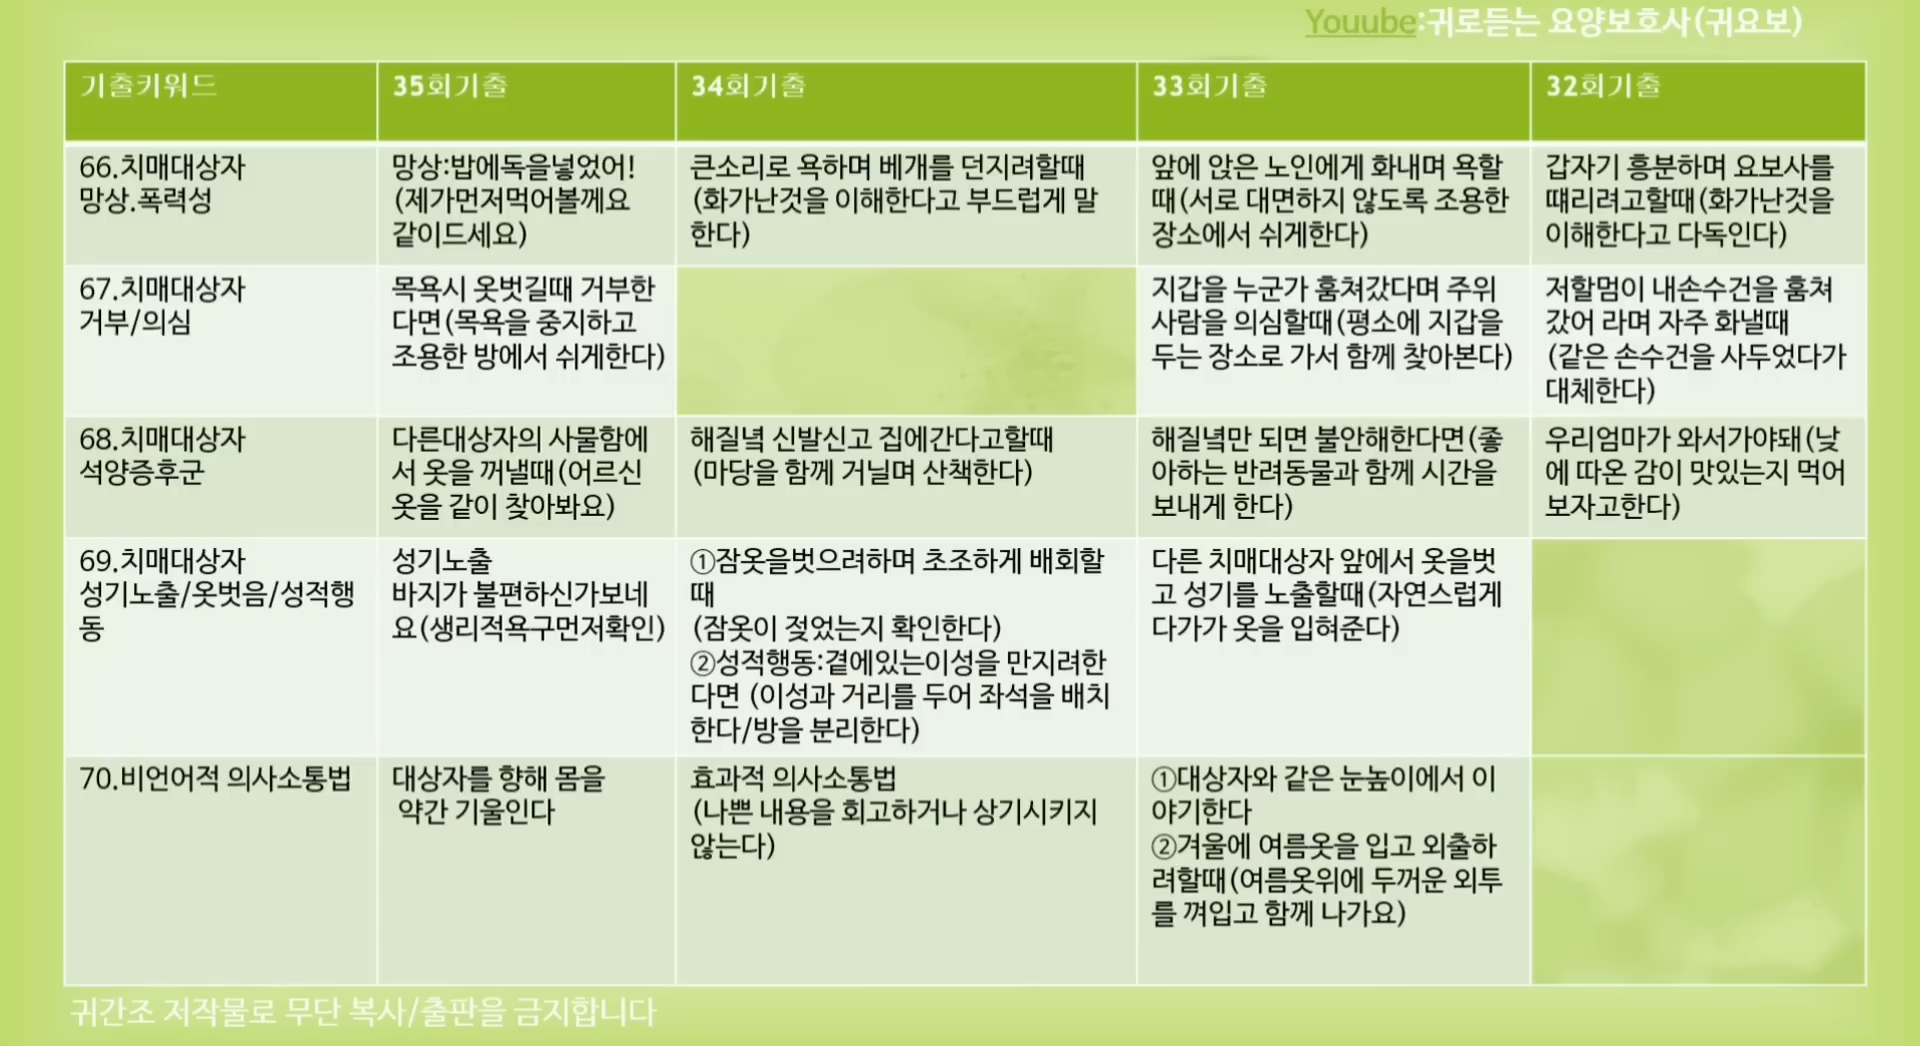 Youube:귀로듣는 요양보호사(귀요보)
기출키워드
35회기출
34회기출
33회기출
32회기출
66.치매대상자
망상.폭력성
망상:밥에독을넣었어!
(제가먼저먹어볼께요
같이드세요)
큰소리로 욕하며 베개를 던지려할때
(화가난것을 이해한다고 부드럽게 말
한다)
앞에 앉은 노인에게 화내며 욕할
때(서로 대면하지 않도록 조용한
장소에서 쉬게한다)
갑자기 흥분하며 요보사를
떄리려고할때(화가난것을
이해한다고 다독인다)
67.치매대상자
거부/의심
목욕시 옷벗길때 거부한
다면(목욕을 중지하고
조용한 방에서 쉬게한다)
지갑을 누군가 훔쳐갔다며 주위
사람을 의심할때(평소에 지갑을
두는 장소로 가서 함께 찾아본다)
저할멈이 내손수건을 훔쳐
갔어 라며 자주 화낼때
(같은 손수건을 사두었다가
대체한다)
68.치매대상자
석양증후군
다른대상자의 사물함에
서 옷을 꺼낼때(어르신
옷을 같이 찾아봐요)
해질녘 신발신고 집에간다고할때
(마당을 함께 거닐며 산책한다)
해질녘만 되면 불안해한다면(좋
아하는 반려동물과 함께 시간을
보내게 한다)
우리엄마가 와서가야돼(낮
에 따온 감이 맛있는지 먹어
보자고한다)
69.치매대상자
성기노출/옷벗음/성적행
동
성기노출
바지가 불편하신가보네
요(생리적욕구먼저확인)
①잠옷을벗으려하며 초조하게 배회할
때
(잠옷이 젖었는지 확인한다)
②성적행동:곁에있는이성을 만지려한
다면 (이성과 거리를 두어 좌석을 배치
한다/방을 분리한다)
다른 치매대상자 앞에서 옷을벗
고 성기를 노출할때(자연스럽게
다가가 옷을 입혀준다)
70.비언어적 의사소통법
대상자를 향해 몸을
약간 기울인다
효과적 의사소통법
(나쁜 내용을 회고하거나 상기시키지
않는다)
①대상자와 같은 눈높이에서 이
야기한다
②겨울에 여름옷을 입고 외출하
려할때(여름옷위에 두꺼운 외투
를 껴입고 함께 나가요)
귀간조 저작물로 무단 복사/출판을 금지합니다